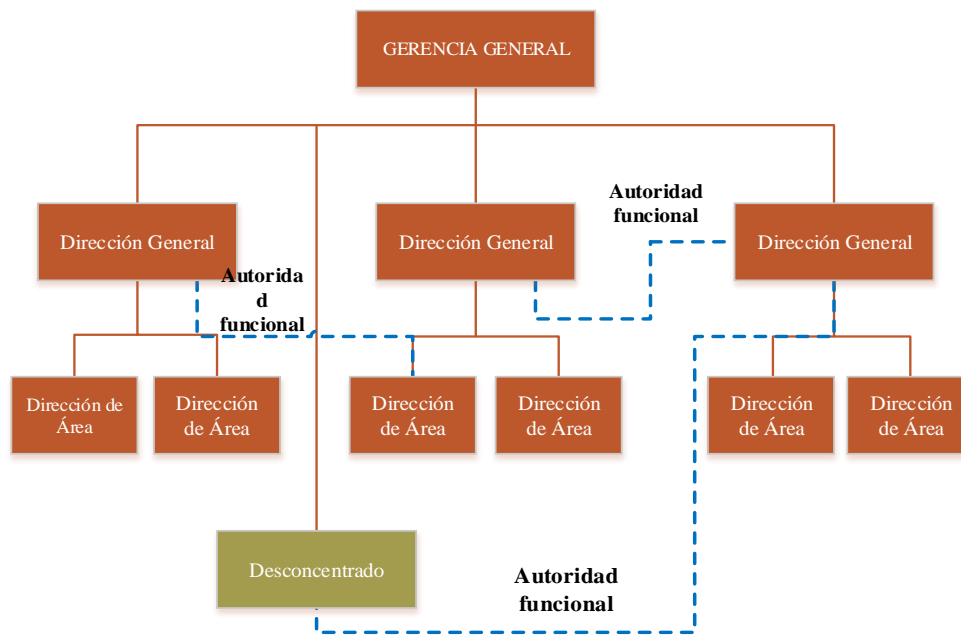 GERENCIA GENERAL
Autoridad
funcional
Dirección General
Dirección General
Dirección General
Autorida
d
funcional
Dirección de
Área
Dirección
de Área
Dirección
de Área
Dirección
de Área
Dirección
de Área
Dirección
de Área
Desconcentrado
Autoridad
funcional